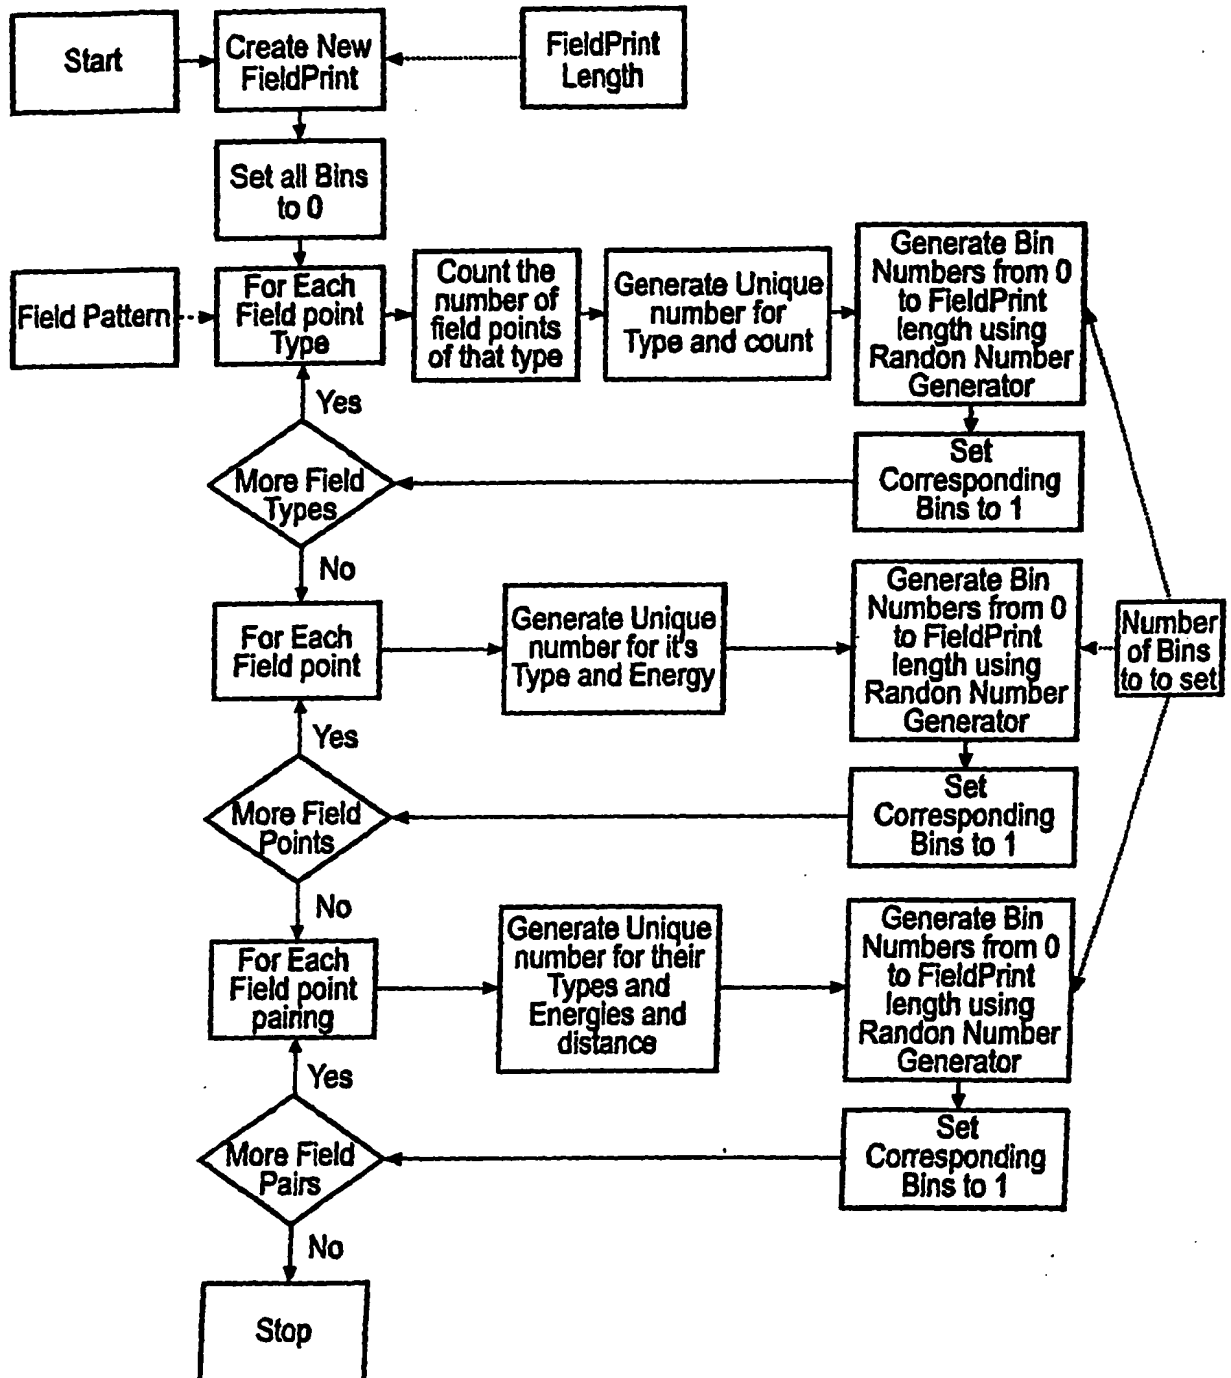 Start
Create New
FieldPrint
FieldPrint
Length
Set all Bins
to 0
Field Pattern
For Each
Field point
Type
Count the
number of
field points
of that type
Generate Unique
number for
Type and count
Generate Bin
Numbers from 0
to FieldPrint
length using
Randon Number
Generator
Yes
More Field
Types
Set
Corresponding
Bins to 1
No
For Each
Field point
Generate Unique
number for it's
Type and Energy
Generate Bin
Numbers from 0
to FieldPrint
length using
Randon Number
Generator
Number
of Bins
to to set
Yes
More Field
Points
Set
Corresponding
Bins to 1
No
For Each
Field point
pairing
Generate Unique
number for their
Types and
Energies and
distance
Generate Bin
Numbers from 0
to FieldPrint
length using
Randon Number
Generator
Yes
More Field
Pairs
Set
Corresponding
Bins to 1
No
Stop